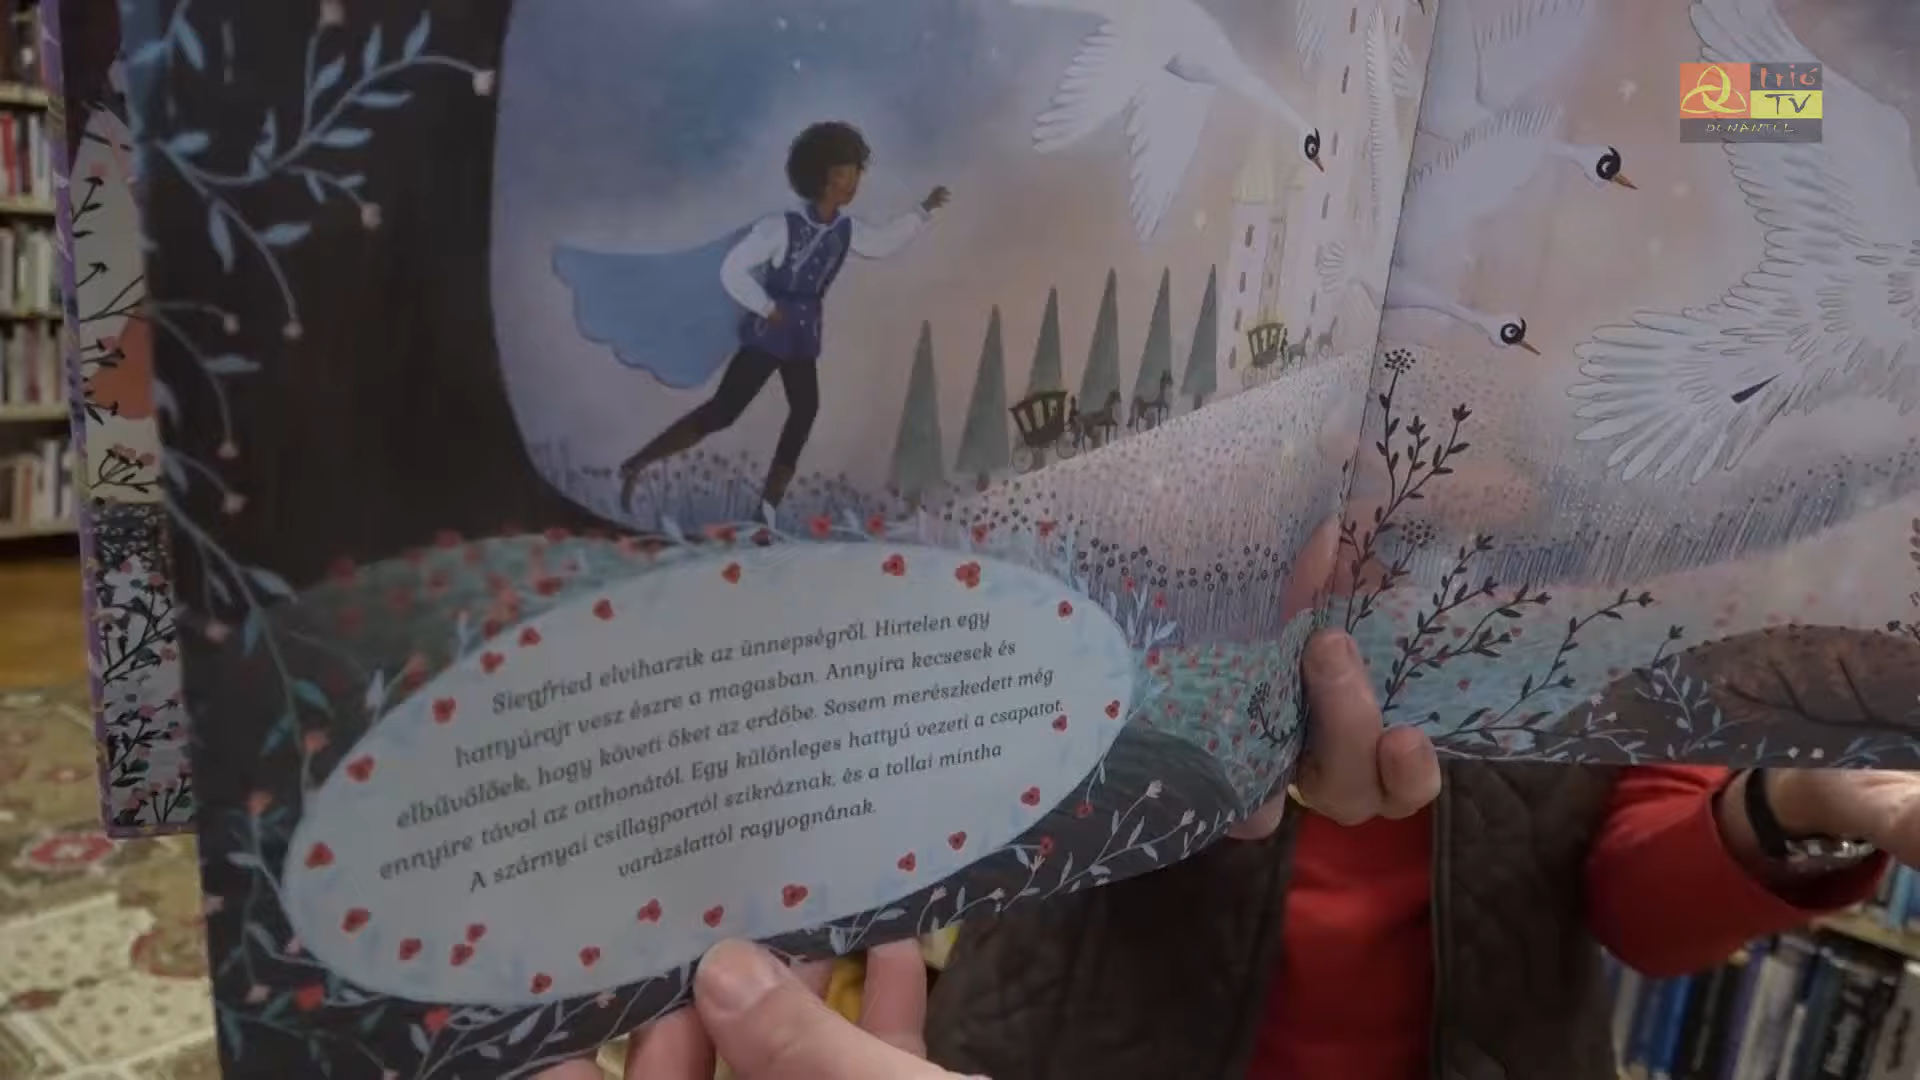 trió
TV
DUNÁNTÚL
Siegfried elviharzik az ünnepségről. Hirtelen egy
hattyúrajt vesz észre a magasban. Annyira kecsesek és
elbűvölőek, hogy követi őket az erdőbe. Sosem merészkedett még
ennyire távol az otthonától. Egy különleges hattyú vezeti a csapatot.
A szárnyai csillagportól szikráznak, és a tollai mintha
varázslattól ragyognának.